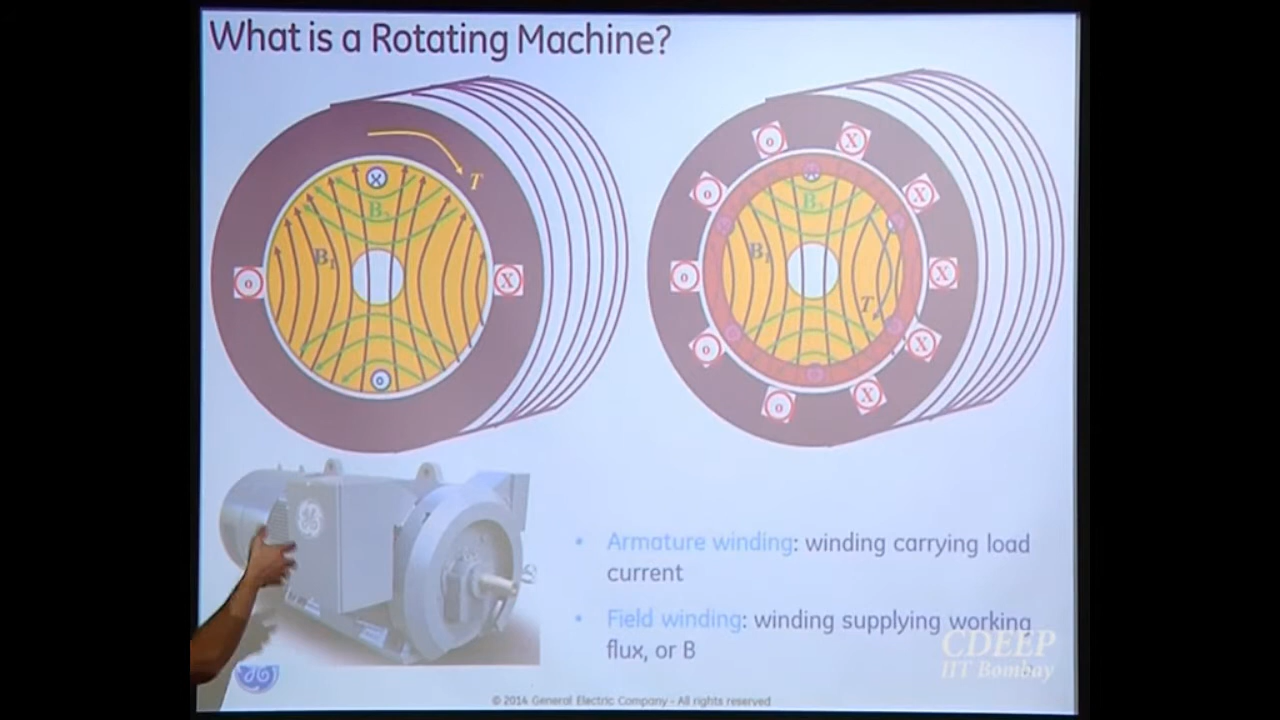 What is a Rotating Machine?
T
B
B
o
X
o
X
o
X
o
X
o
X
o
X
B
B
T
Armature winding: winding carrying load
current
Field winding: winding supplying working
flux, or B
CDEEP
IIT Bombay
© 2014 General Electric Company - All rights reserved